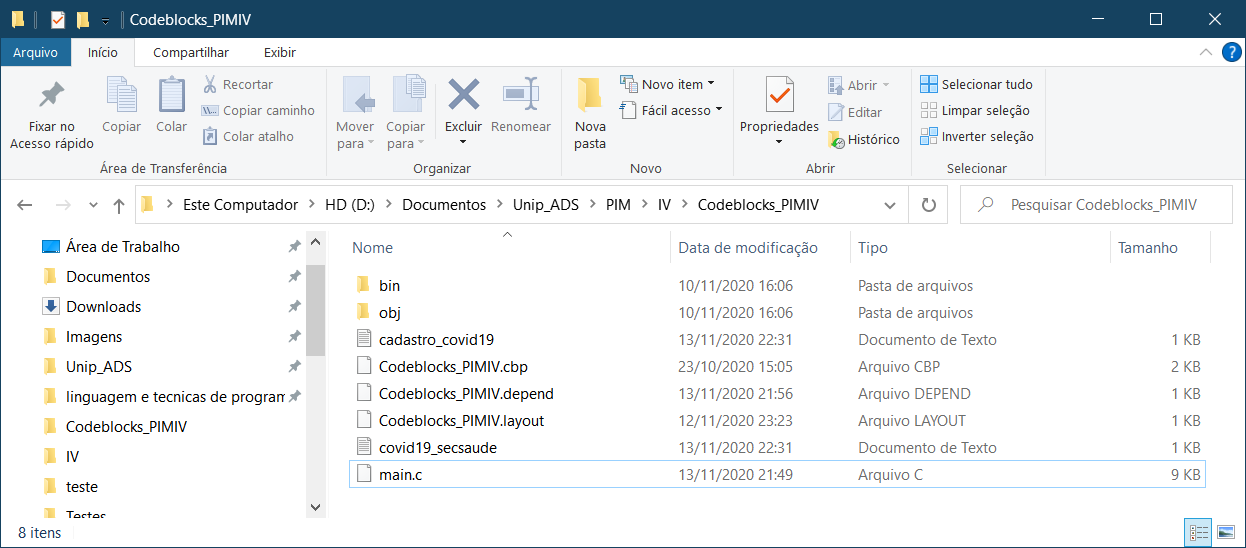 Codeblocks_PIMIV
Arquivo Início Compartilhar Exibir
Fixar no
Acesso rápido
Copiar
Colar
Recortar
Copiar caminho
Colar atalho
Área de Transferência
Mover
para
Copiar
para
Excluir
Renomear
Organizar
Nova
pasta
Novo item
Fácil acesso
Novo
Propriedades
Abrir
Editar
Histórico
Abrir
Selecionar tudo
Limpar seleção
Inverter seleção
Selecionar
Este Computador > HD (D:) > Documentos > Unip_ADS > PIM > IV > Codeblocks_PIMIV
Pesquisar Codeblocks_PIMIV
Área de Trabalho
Documentos
Downloads
Imagens
Unip_ADS
linguagem e tecnicas de program
Codeblocks_PIMIV
IV
teste
Testes
Nome Data de modificação Tipo Tamanho
bin 10/11/2020 16:06 Pasta de arquivos
obj 10/11/2020 16:06 Pasta de arquivos
cadastro_covid19 13/11/2020 22:31 Documento de Texto 1 KB
Codeblocks_PIMIV.cbp 23/10/2020 15:05 Arquivo CBP 2 KB
Codeblocks_PIMIV.depend 13/11/2020 21:56 Arquivo DEPEND 1 KB
Codeblocks_PIMIV.layout 12/11/2020 23:23 Arquivo LAYOUT 1 KB
covid19_secsaude 13/11/2020 22:31 Documento de Texto 1 KB
main.c 13/11/2020 21:49 Arquivo C 9 KB
8 itens